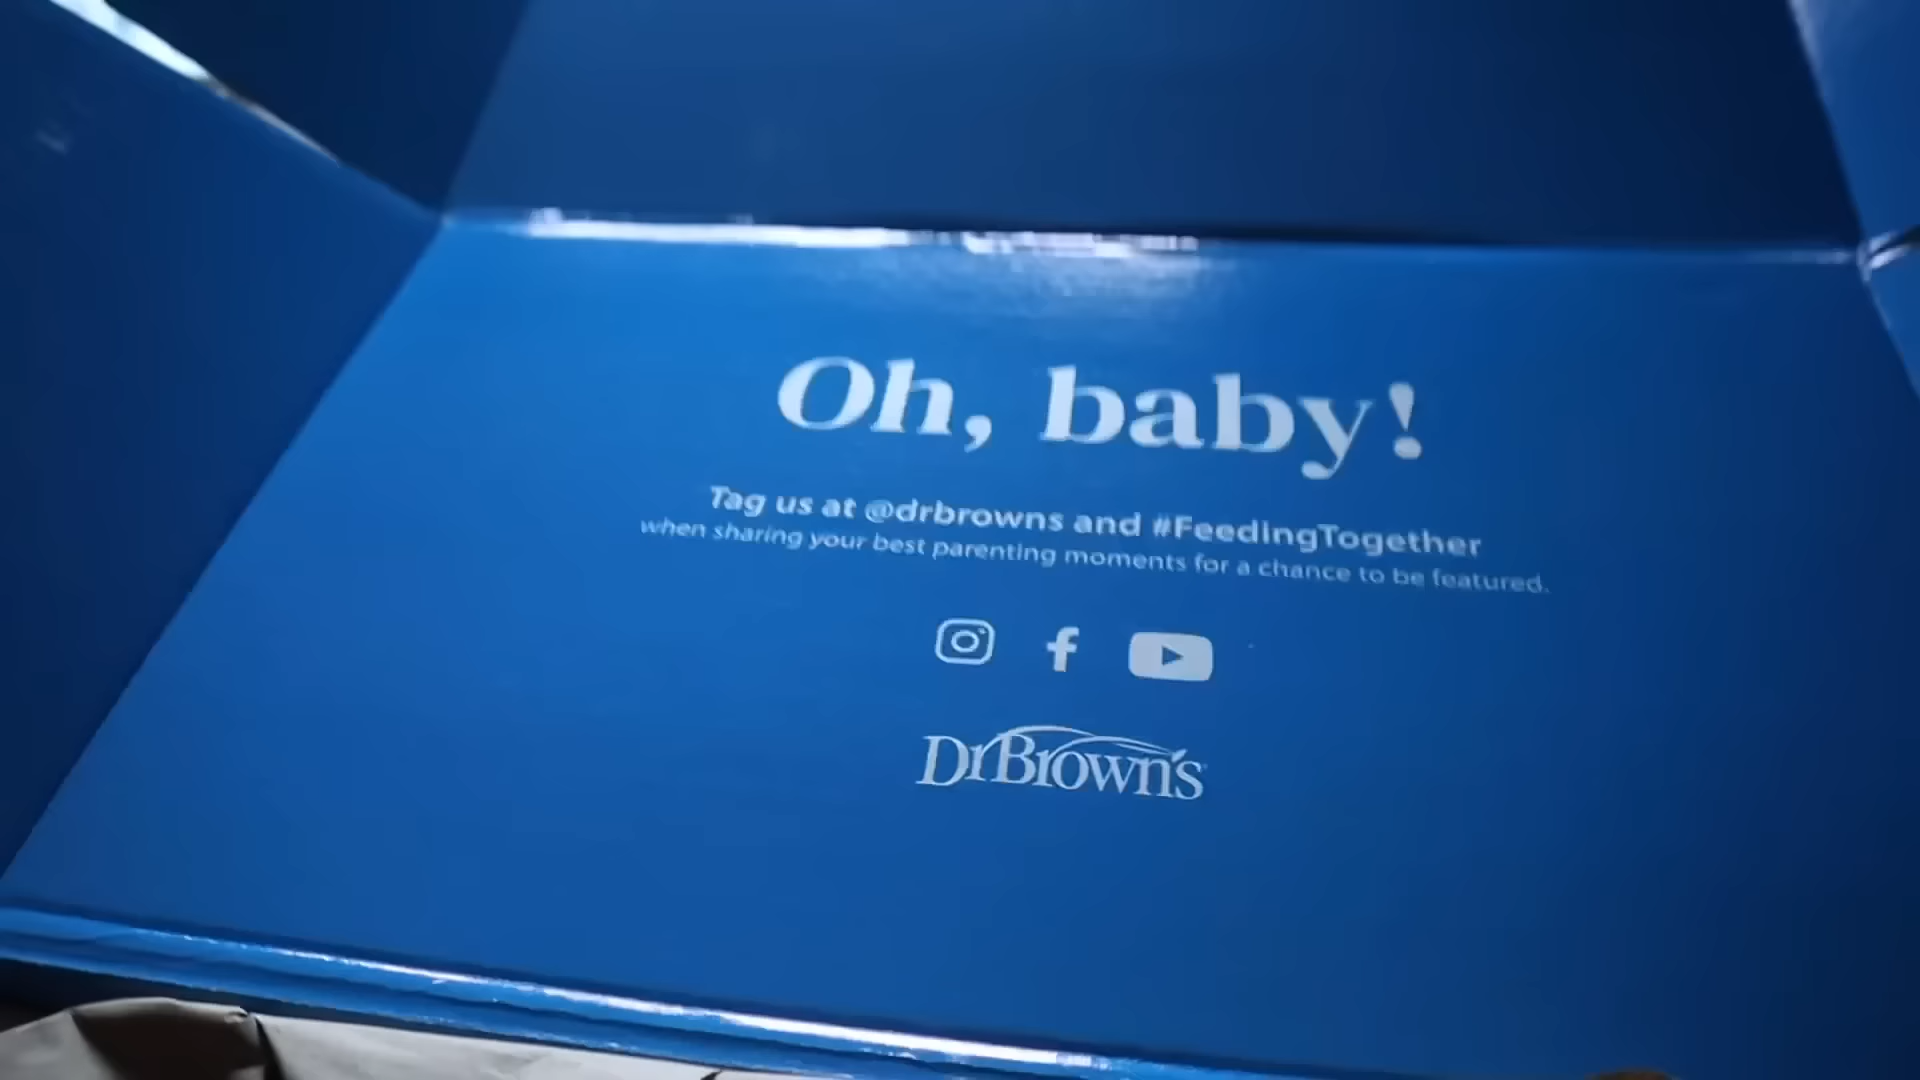 Oh, baby!
Tag us at @drbrowns and #FeedingTogether
when sharing your best parenting moments for a chance to be featured.
DrBrown's